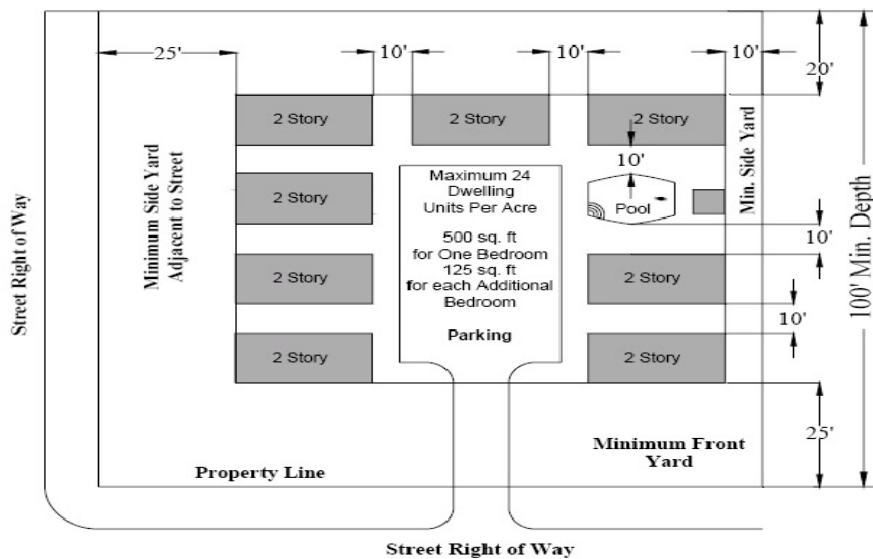 25'
10'
10'
10'
20'
2 Story
2 Story
2 Story
Street Right of Way
Minimum Side Yard
Adjacent to Street
2 Story
Maximum 24
Dwelling
Units Per Acre
500 sq. ft
for One Bedroom
125 sq. ft
for each Additional
Bedroom
Parking
10'
Pool
Min. Side Yard
10'
100' Min. Depth
2 Story
2 Story
10'
2 Story
2 Story
25'
Minimum Front
Yard
Property Line
Street Right of Way